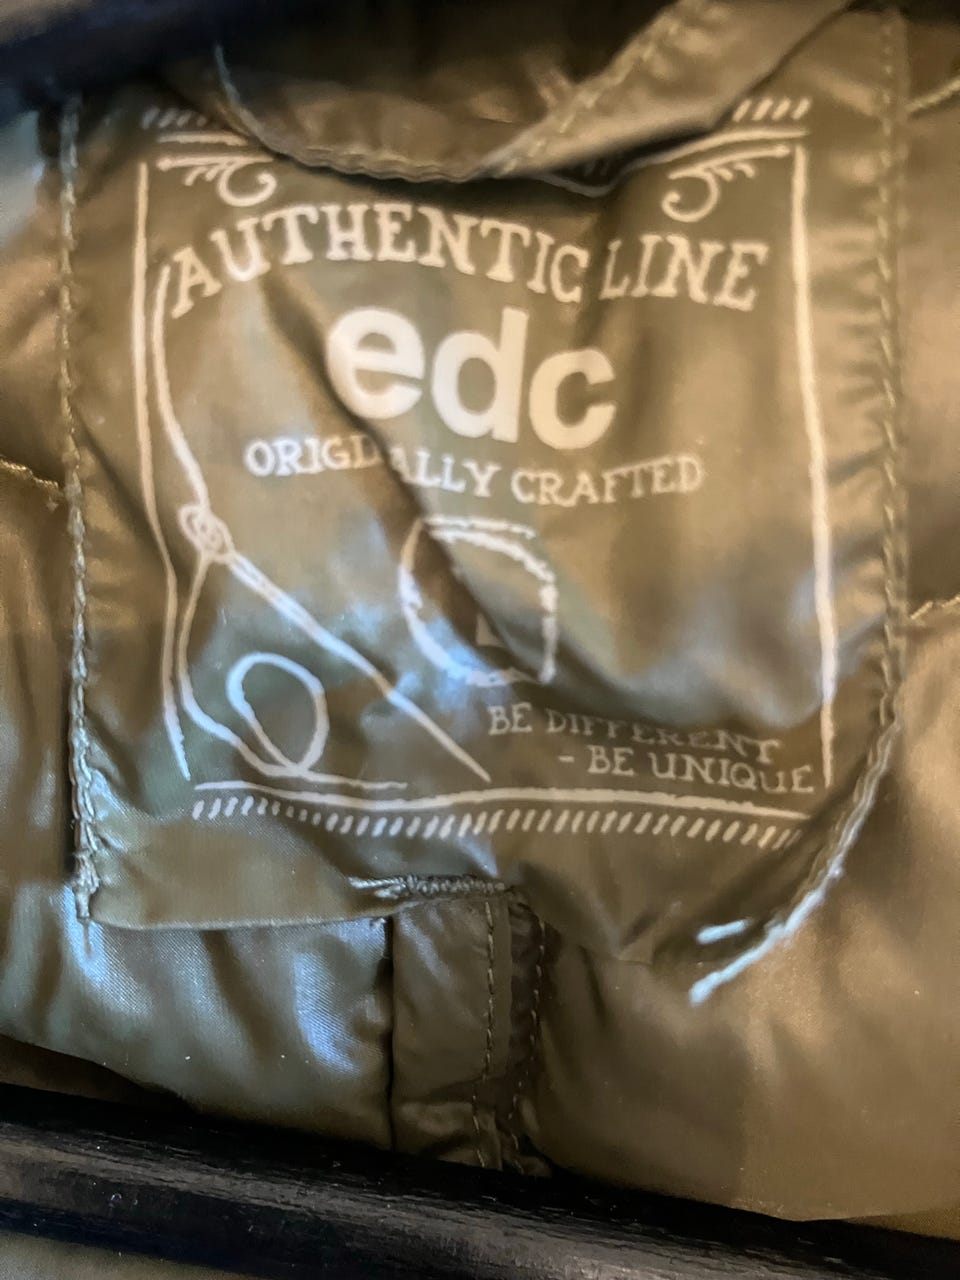 AUTHENTIC LINE
edc
ORIGINALLY CRAFTED
BE DIFFERENT
- BE UNIQUE